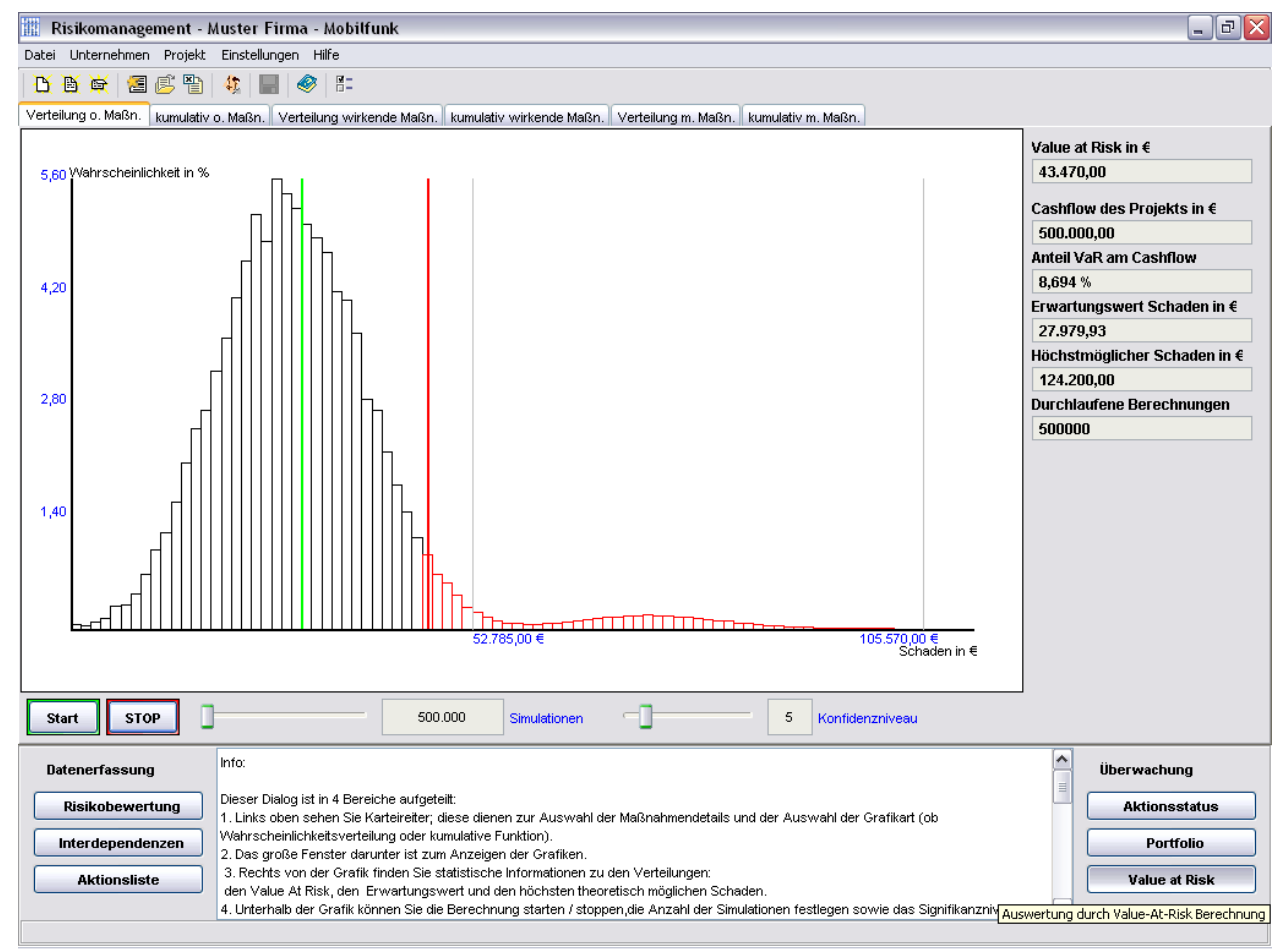 Risikomanagement - Muster Firma - Mobilfunk
Datei Unternehmen Projekt Einstellungen Hilfe
Verteilung o. Maßn. kumulativ o. Maßn. Verteilung wirkende Maßn. kumulativ wirkende Maßn. Verteilung m. Maßn. kumulativ m. Maßn.
Wahrscheinlichkeit in %
5,60
4,20
2,80
1,40
52.785,00 €
105.570,00 €
Schaden in €
Value at Risk in €
43.470,00
Cashflow des Projekts in €
500.000,00
Anteil VaR am Cashflow
8,694 %
Erwartungswert Schaden in €
27.979,93
Höchstmöglicher Schaden in €
124.200,00
Durchlaufene Berechnungen
500000
Start STOP 500.000 Simulationen 5 Konfidenzniveau
Datenerfassung
Risikobewertung
Interdependenzen
Aktionsliste
Info:
Dieser Dialog ist in 4 Bereiche aufgeteilt:
1. Links oben sehen Sie Karteireiter; diese dienen zur Auswahl der Maßnahmendetails und der Auswahl der Grafikart (ob
Wahrscheinlichkeitsverteilung oder kumulative Funktion).
2. Das große Fenster darunter ist zum Anzeigen der Grafiken.
3. Rechts von der Grafik finden Sie statistische Informationen zu den Verteilungen:
den Value At Risk, den Erwartungswert und den höchsten theoretisch möglichen Schaden.
4. Unterhalb der Grafik können Sie die Berechnung starten / stoppen,die Anzahl der Simulationen festlegen sowie das Signifikanzniv
Überwachung
Aktionsstatus
Portfolio
Value at Risk
Auswertung durch Value-At-Risk Berechnung